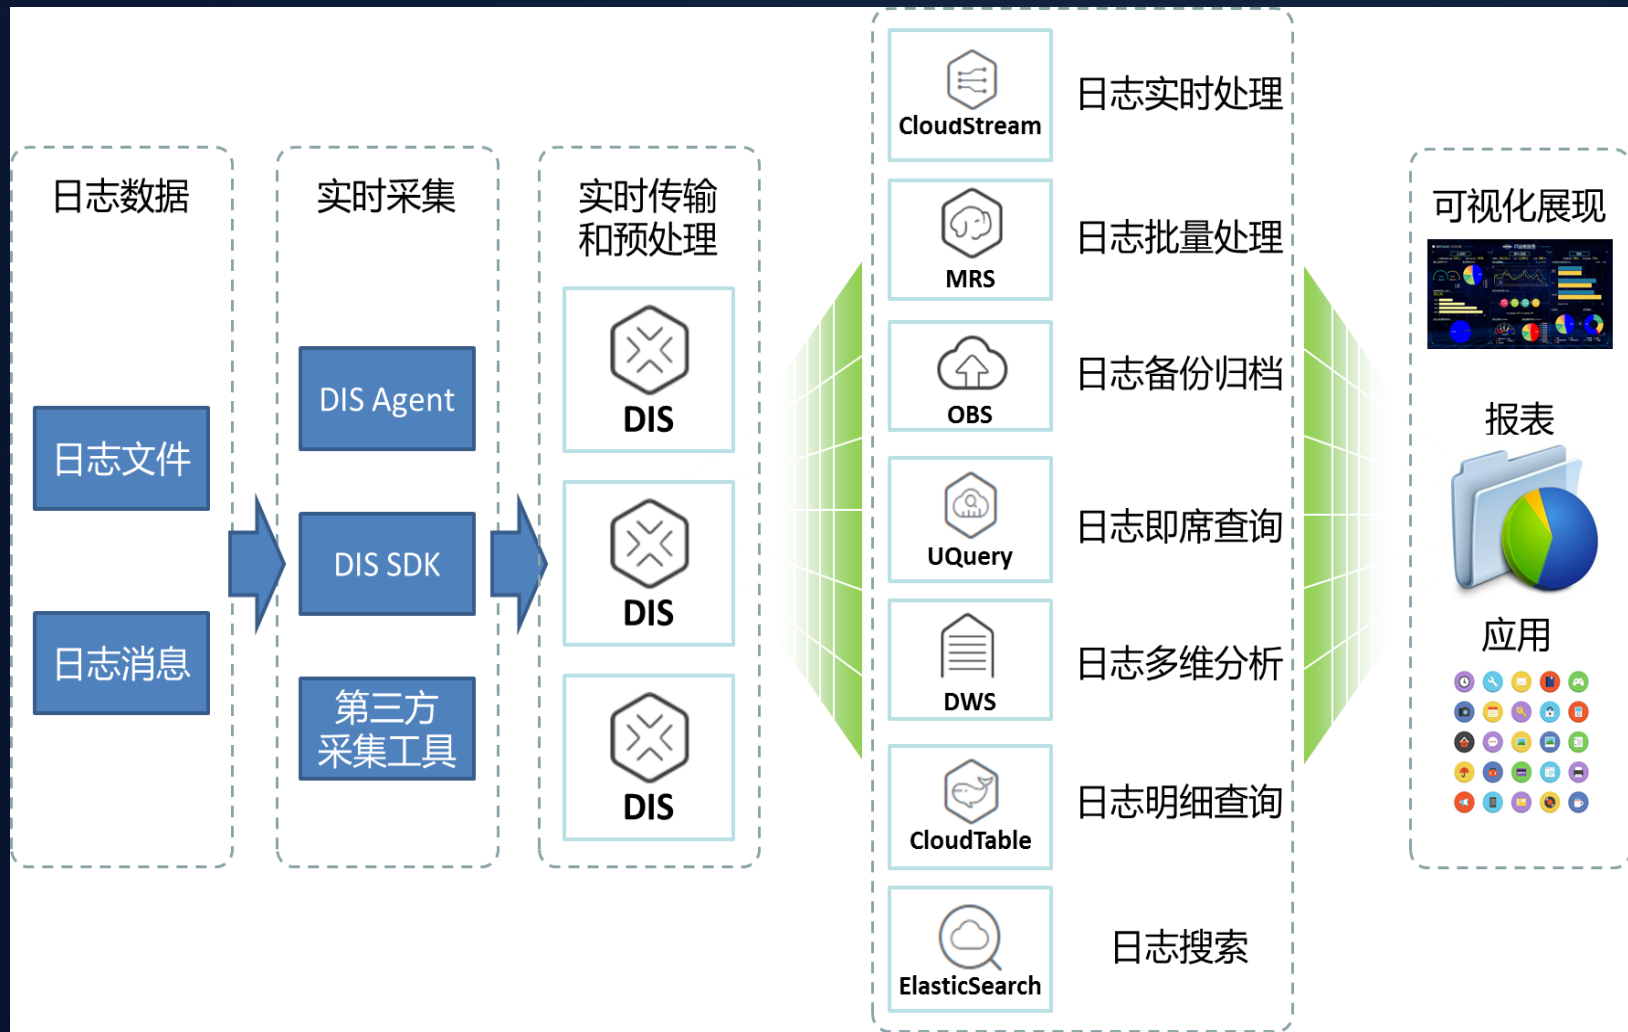 日志数据
日志文件
日志消息
实时采集
DIS Agent
DIS SDK
第三方
采集工具
实时传输
和预处理
DIS
DIS
DIS
CloudStream
日志实时处理
MRS
日志批量处理
OBS
日志备份归档
UQuery
日志即席查询
DWS
日志多维分析
CloudTable
日志明细查询
ElasticSearch
日志搜索
可视化展现
报表
应用